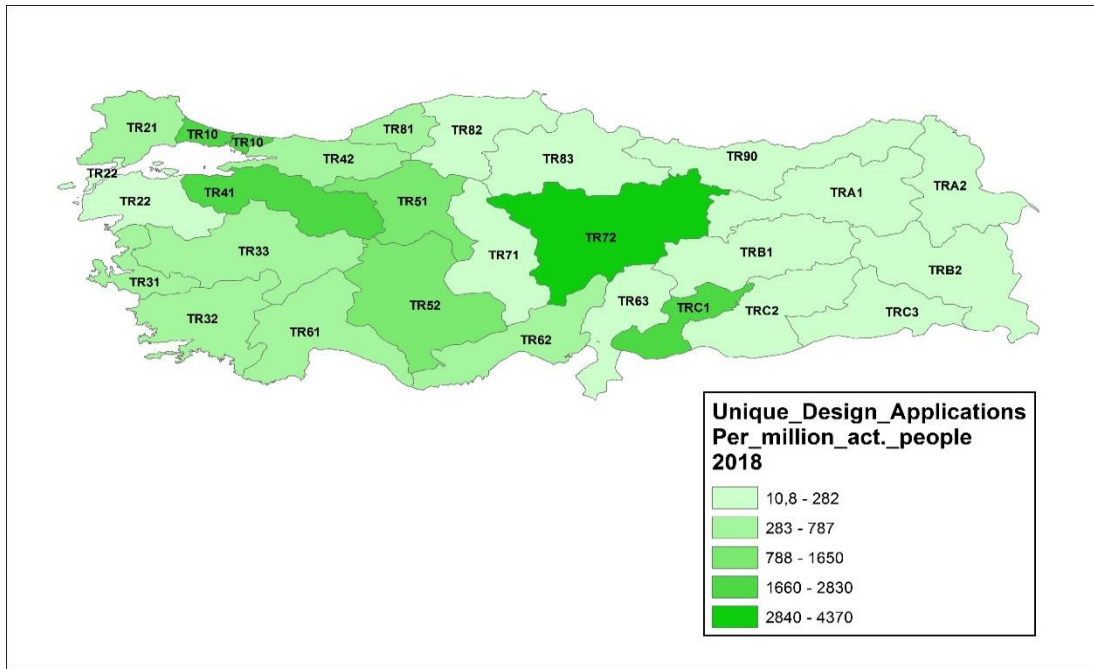 TR21
TR10
TR10
TR81
TR82
TR42
TR83
TR90
TR22
TR22
TR41
TR51
TRA1
TRA2
TR72
TR33
TR71
TRB1
TRB2
TR31
TR52
TR63
TRC1
TRC2
TRC3
TR32
TR61
TR62
Unique_Design_Applications
Per_million_act._people
2018
10,8 - 282
283 - 787
788 - 1650
1660 - 2830
2840 - 4370